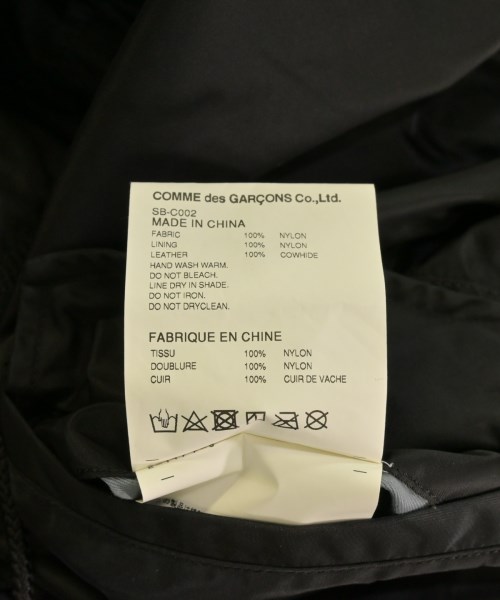 COMME des GARÇONS Co.,Ltd.
SB-C002
MADE IN CHINA
FABRIC 100% NYLON
LINING 100% NYLON
LEATHER 100% COWHIDE
HAND WASH WARM.
DO NOT BLEACH.
LINE DRY IN SHADE.
DO NOT IRON.
DO NOT DRYCLEAN.
FABRIQUE EN CHINE
TISSU 100% NYLON
DOUBLURE 100% NYLON
CUIR 100% CUIR DE VACHE